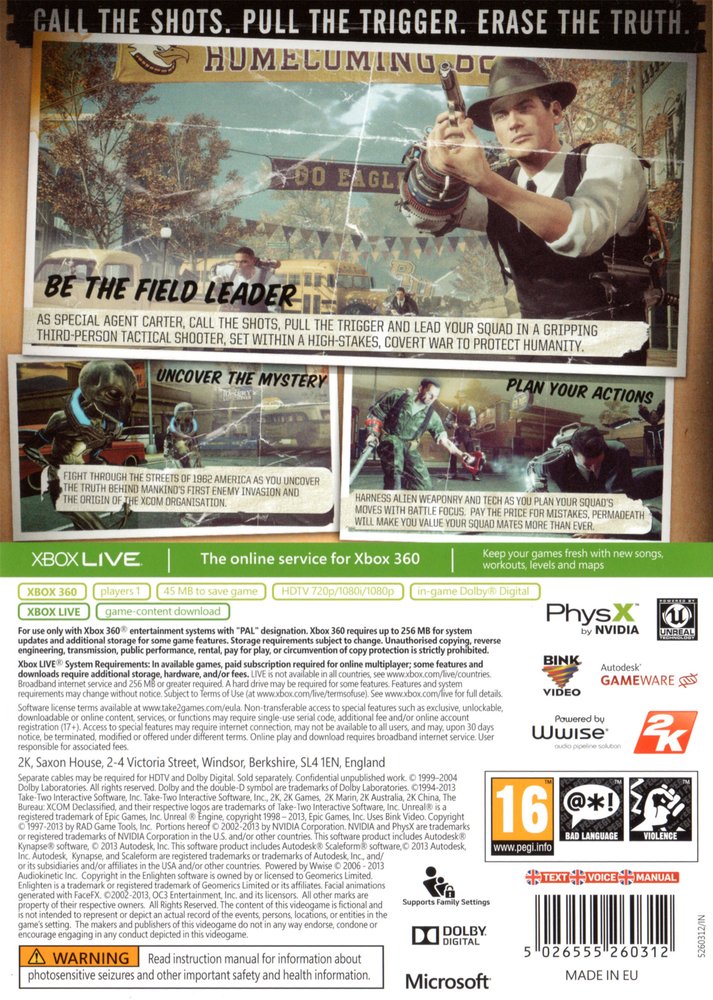 CALL THE SHOTS. PULL THE TRIGGER. ERASE THE TRUTH.
HOMECOMING
GO EAGL
BE THE FIELD LEADER
AS SPECIAL AGENT CARTER, CALL THE SHOTS, PULL THE TRIGGER AND LEAD YOUR SQUAD IN A GRIPPING
THIRD-PERSON TACTICAL SHOOTER, SET WITHIN A HIGH-STAKES, COVERT WAR TO PROTECT HUMANITY.
UNCOVER THE MYSTERY
FIGHT THROUGH THE STREETS OF 1962 AMERICA AS YOU UNCOVER
THE TRUTH BEHIND MANKIND'S FIRST ENEMY INVASION AND
THE ORIGIN OF THE XCOM ORGANISATION.
PLAN YOUR ACTIONS
HARNESS ALIEN WEAPONRY AND TECH AS YOU PLAN YOUR SQUAD'S
MOVES WITH BATTLE FOCUS. PAY THE PRICE FOR MISTAKES, PERMADEATH
WILL MAKE YOU VALUE YOUR SQUAD MATES MORE THAN EVER.
XBOX LIVE
The online service for Xbox 360
Keep your games fresh with new songs,
workouts, levels and maps
XBOX 360 players 1 45 MB to save game HDTV 720p/1080i/1080p in-game Dolby® Digital
XBOX LIVE game-content download
For use only with Xbox 360® entertainment systems with "PAL" designation. Xbox 360 requires up to 256 MB for system
updates and additional storage for some game features. Storage requirements subject to change. Unauthorised copying, reverse
engineering, transmission, public performance, rental, pay for play, or circumvention of copy protection is strictly prohibited.
Xbox LIVE® System Requirements: In available games, paid subscription required for online multiplayer; some features and
downloads require additional storage, hardware, and/or fees. LIVE is not available in all countries, see www.xbox.com/live/countries.
Broadband internet service and 256 MB or greater required. A hard drive may be required for some features. Features and system
requirements may change without notice. Subject to Terms of Use (at www.xbox.com/live/termsofuse). See www.xbox.com/live for full details.
Software license terms available at www.take2games.com/eula. Non-transferable access to special features such as exclusive, unlockable,
downloadable or online content, services, or functions may require single-use serial code, additional fee and/or online account
registration (17+). Access to special features may require internet connection, may not be available to all users, and may, upon 30 days
notice, be terminated, modified or offered under different terms. Online play and download requires broadband internet service. User
responsible for associated fees.
2K, Saxon House, 2-4 Victoria Street, Windsor, Berkshire, SL4 1EN, England
Separate cables may be required for HDTV and Dolby Digital. Sold separately. Confidential unpublished work. © 1999–2004
Dolby Laboratories. All rights reserved. Dolby and the double-D symbol are trademarks of Dolby Laboratories. ©1994-2013
Take-Two Interactive Software, Inc. Take-Two Interactive Software, Inc., 2K, 2K Games, 2K Marin, 2K Australia, 2K China, The
Bureau: XCOM Declassified, and their respective logos are trademarks of Take-Two Interactive Software, Inc. Unreal® is a
registered trademark of Epic Games, Inc. Unreal ® Engine, copyright 1998 – 2013, Epic Games, Inc. Uses Bink Video. Copyright
© 1997-2013 by RAD Game Tools, Inc. Portions hereof © 2002-2013 by NVIDIA Corporation. NVIDIA and PhysX are trademarks
or registered trademarks of NVIDIA Corporation in the U.S. and/or other countries. This software product includes Autodesk®
Kynapse® software, © 2013 Autodesk, Inc. This software product includes Autodesk® Scaleform® software,© 2013 Autodesk,
Inc. Autodesk, Kynapse, and Scaleform are registered trademarks or trademarks of Autodesk, Inc., and/
or its subsidiaries and/or affiliates in the USA and/or other countries. Powered by Wwise © 2006 - 2013
Audiokinetic Inc. Copyright in the Enlighten software is owned by or licensed to Geomerics Limited.
Enlighten is a trademark or registered trademark of Geomerics Limited or its affiliates. Facial animations
generated with FaceFX. ©2002-2013, OC3 Entertainment, Inc. and its licensors. All other marks are
property of their respective owners. All Rights Reserved. The content of this videogame is fictional and
is not intended to represent or depict an actual record of the events, persons, locations, or entities in the
game's setting. The makers and publishers of this videogame do not in any way endorse, condone or
encourage engaging in any conduct depicted in this videogame.
WARNING Read instruction manual for information about
photosensitive seizures and other important safety and health information.
PhysX
by NVIDIA
POWERED BY
UNREAL
TECHNOLOGY
BINK
VIDEO
Autodesk®
GAMEWARE
Powered by
Wwise
audio pipeline solution
2K
16
www.pegi.info
@*!
BAD LANGUAGE
VIOLENCE
TEXT VOICE MANUAL
Supports Family Settings
DOLBY
DIGITAL
Microsoft®
5 026555 260312
MADE IN EU
5260312/IN